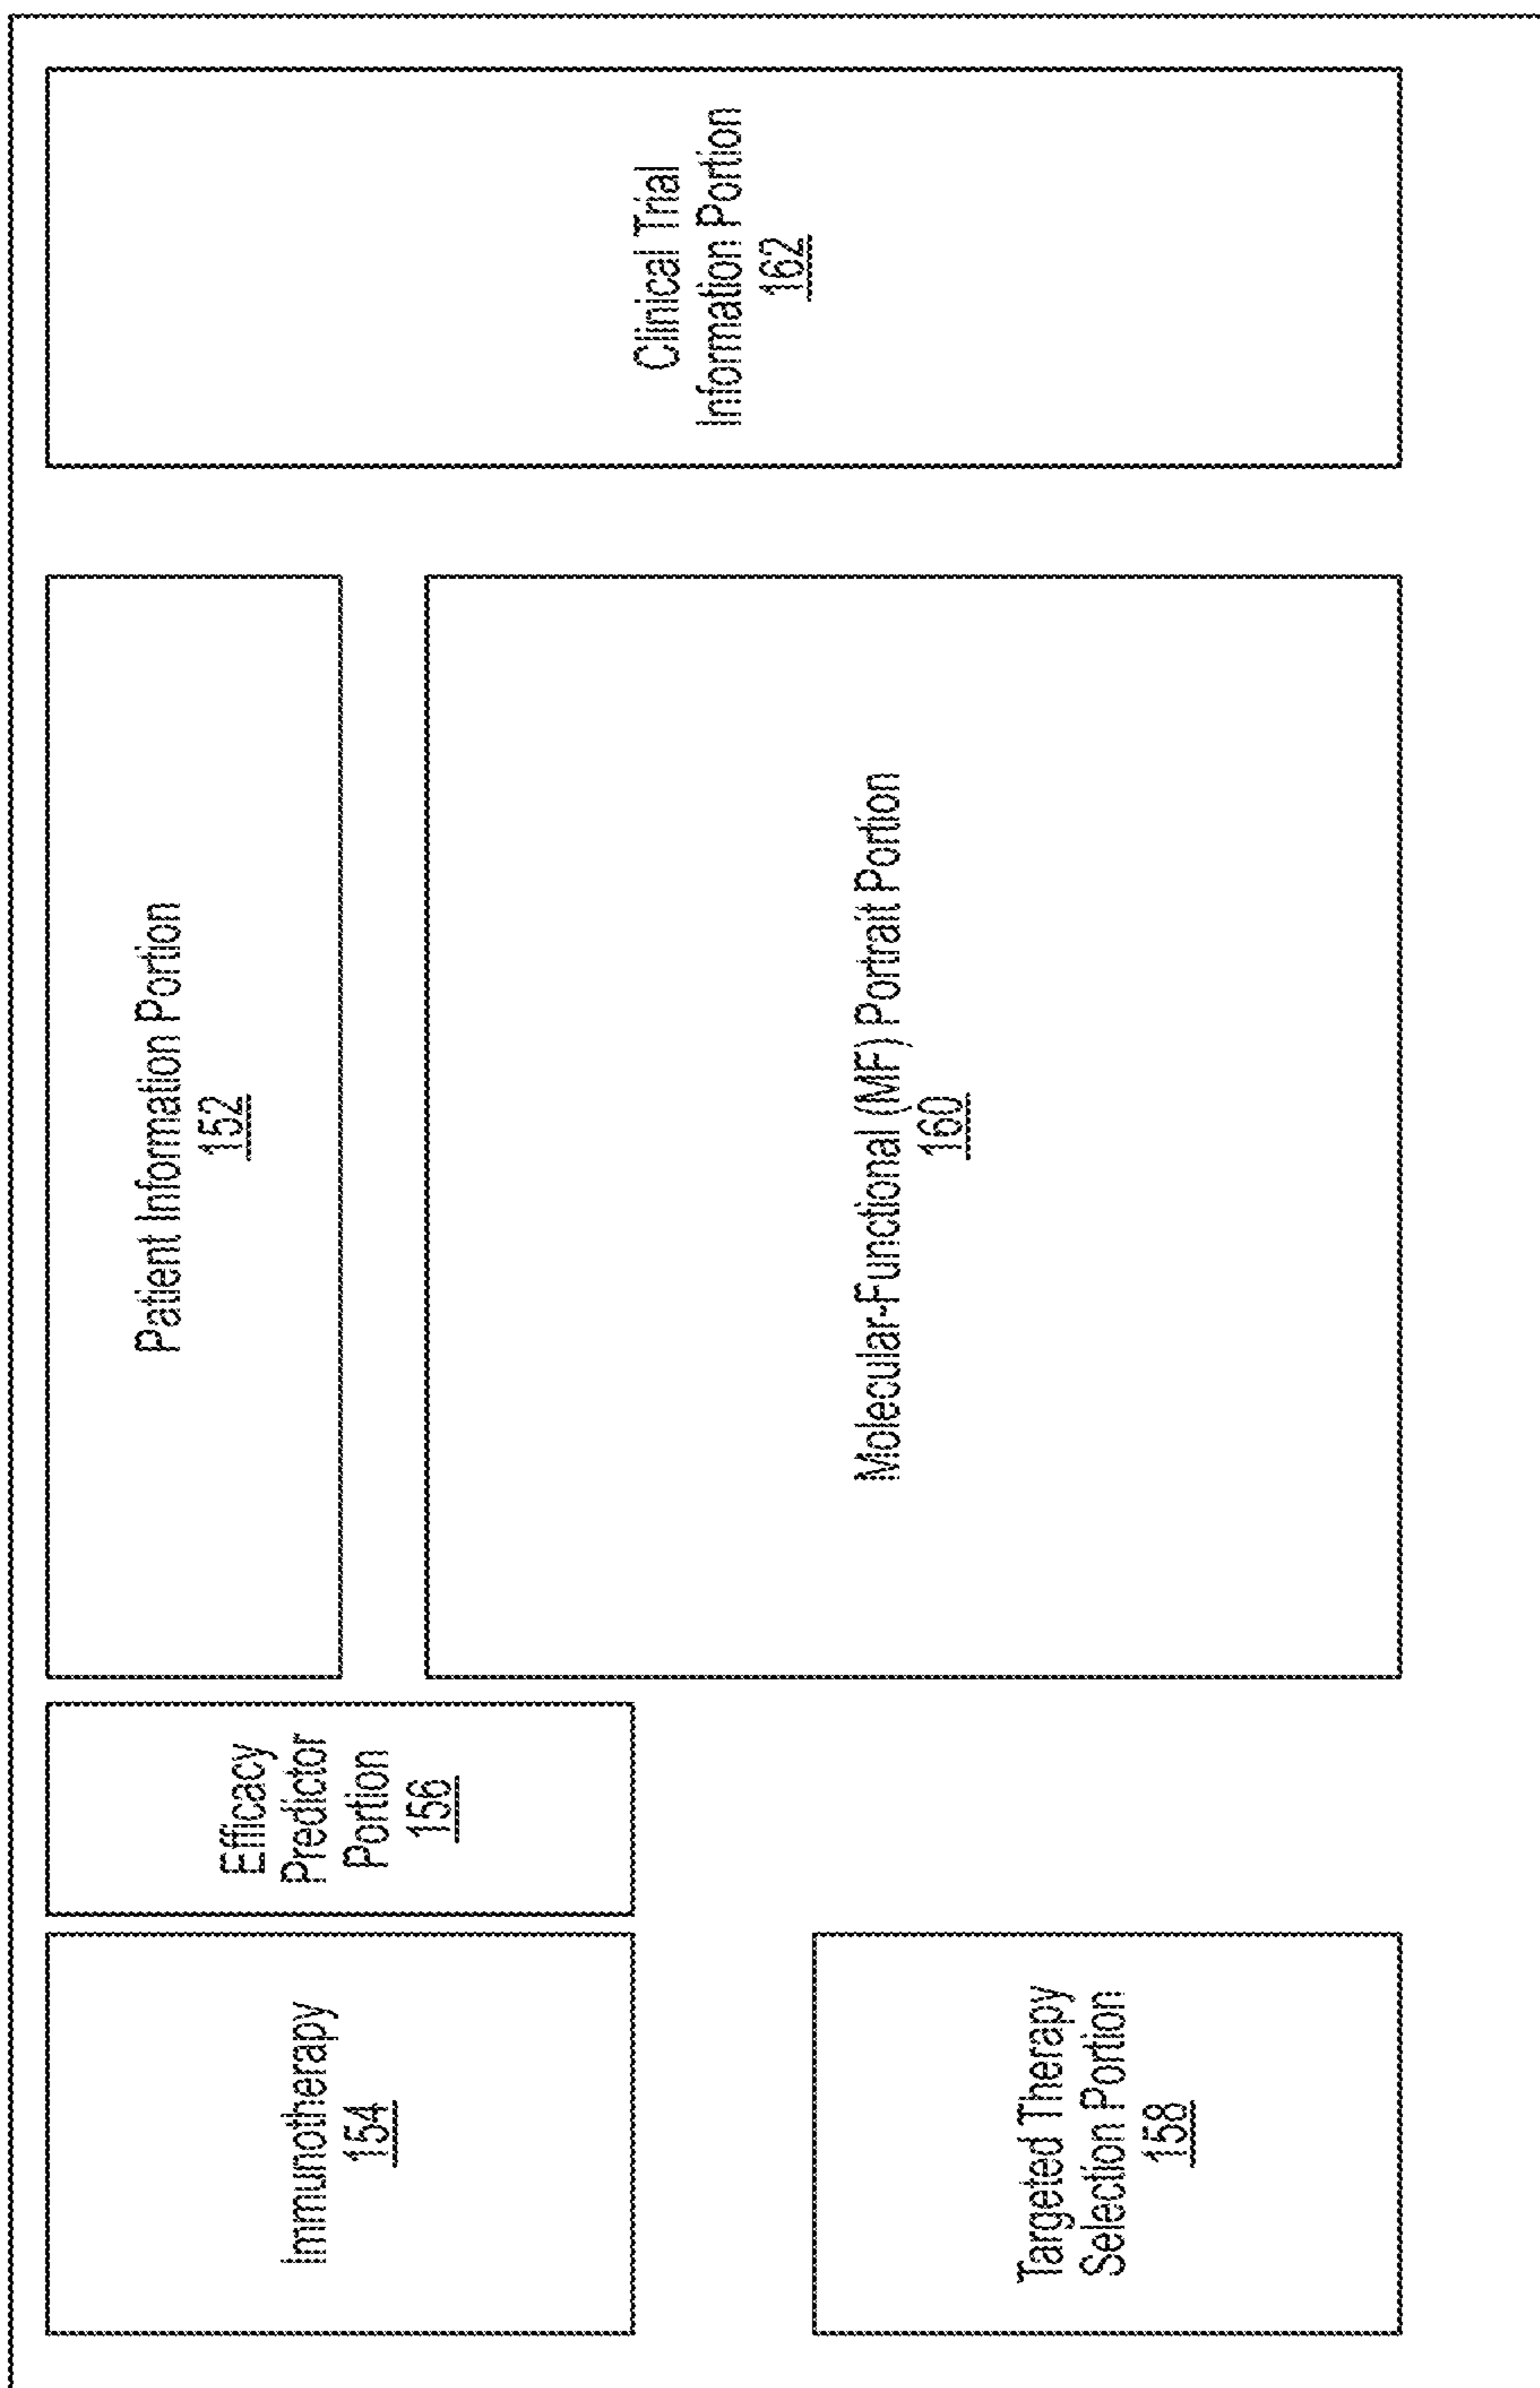 Immunotherapy
154
Efficacy
Predictor
Portion
156
Patient Information Portion
152
Clinical Trial
Information Portion
162
Molecular-Functional (MF) Portrait Portion
160
Targeted Therapy
Selection Portion
158